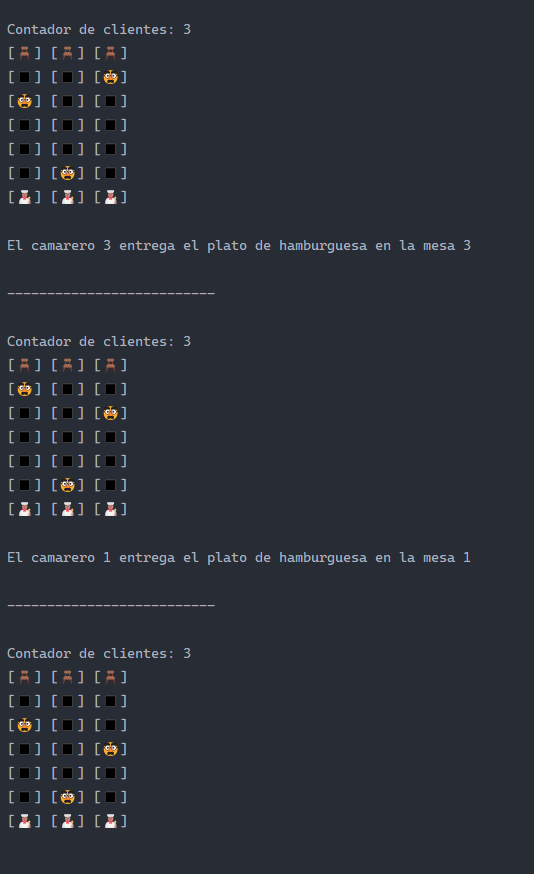 Contador de clientes: 3
[🪑] [🪑] [🪑]
[⬛] [⬛] [🤡]
[🤡] [⬛] [⬛]
[⬛] [⬛] [⬛]
[⬛] [⬛] [⬛]
[⬛] [🤡] [⬛]
[👨‍🍳] [👨‍🍳] [👨‍🍳]
El camarero 3 entrega el plato de hamburguesa en la mesa 3
--------------------------
Contador de clientes: 3
[🪑] [🪑] [🪑]
[🤡] [⬛] [⬛]
[⬛] [⬛] [🤡]
[⬛] [⬛] [⬛]
[⬛] [⬛] [⬛]
[⬛] [🤡] [⬛]
[👨‍🍳] [👨‍🍳] [👨‍🍳]
El camarero 1 entrega el plato de hamburguesa en la mesa 1
--------------------------
Contador de clientes: 3
[🪑] [🪑] [🪑]
[⬛] [⬛] [⬛]
[🤡] [⬛] [⬛]
[⬛] [⬛] [🤡]
[⬛] [⬛] [⬛]
[⬛] [🤡] [⬛]
[👨‍🍳] [👨‍🍳] [👨‍🍳]